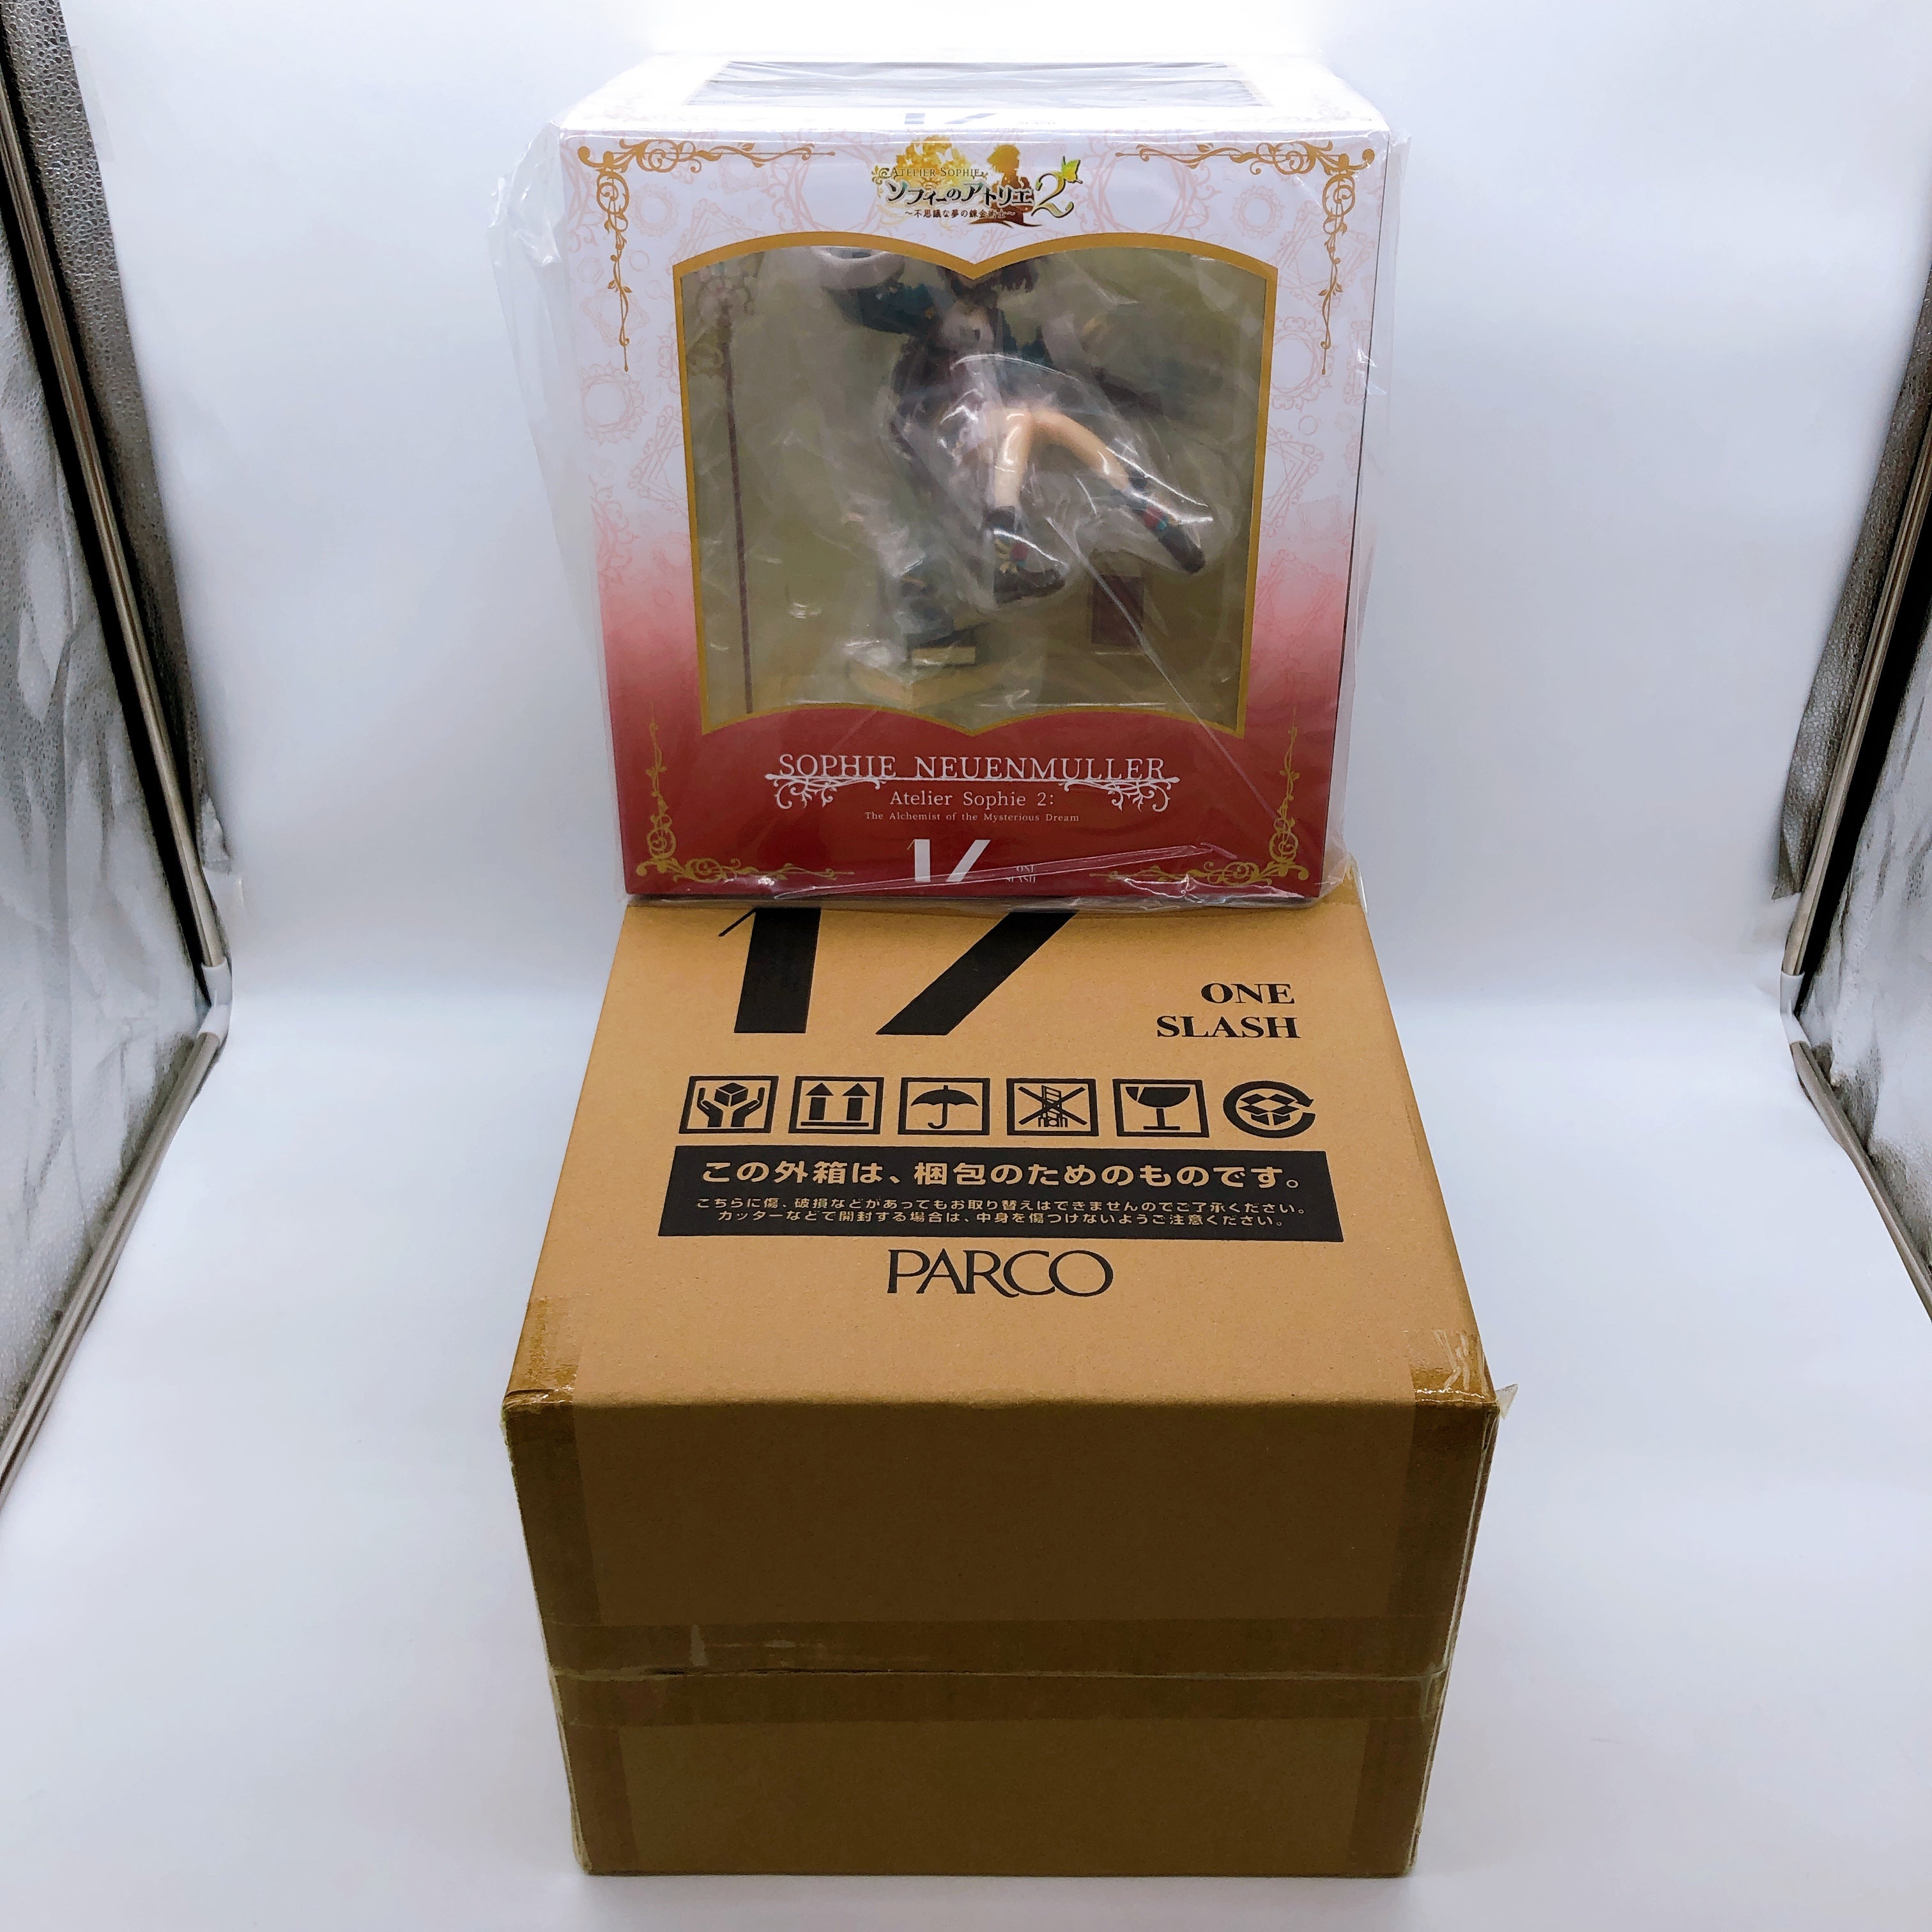 ATELIER SOPHIE
ソフィーのアトリエ2
～不思議な夢の錬金術士～
SOPHIE NEUENMULLER
Atelier Sophie 2:
The Alchemist of the Mysterious Dream
1/
ONE
SLASH
1/
ONE
SLASH
この外箱は、梱包のためのものです。
こちらに傷、破損などがあってもお取り替えはできませんのでご了承ください。
カッターなどで開封する場合は、中身を傷つけないようご注意ください。
PARCO